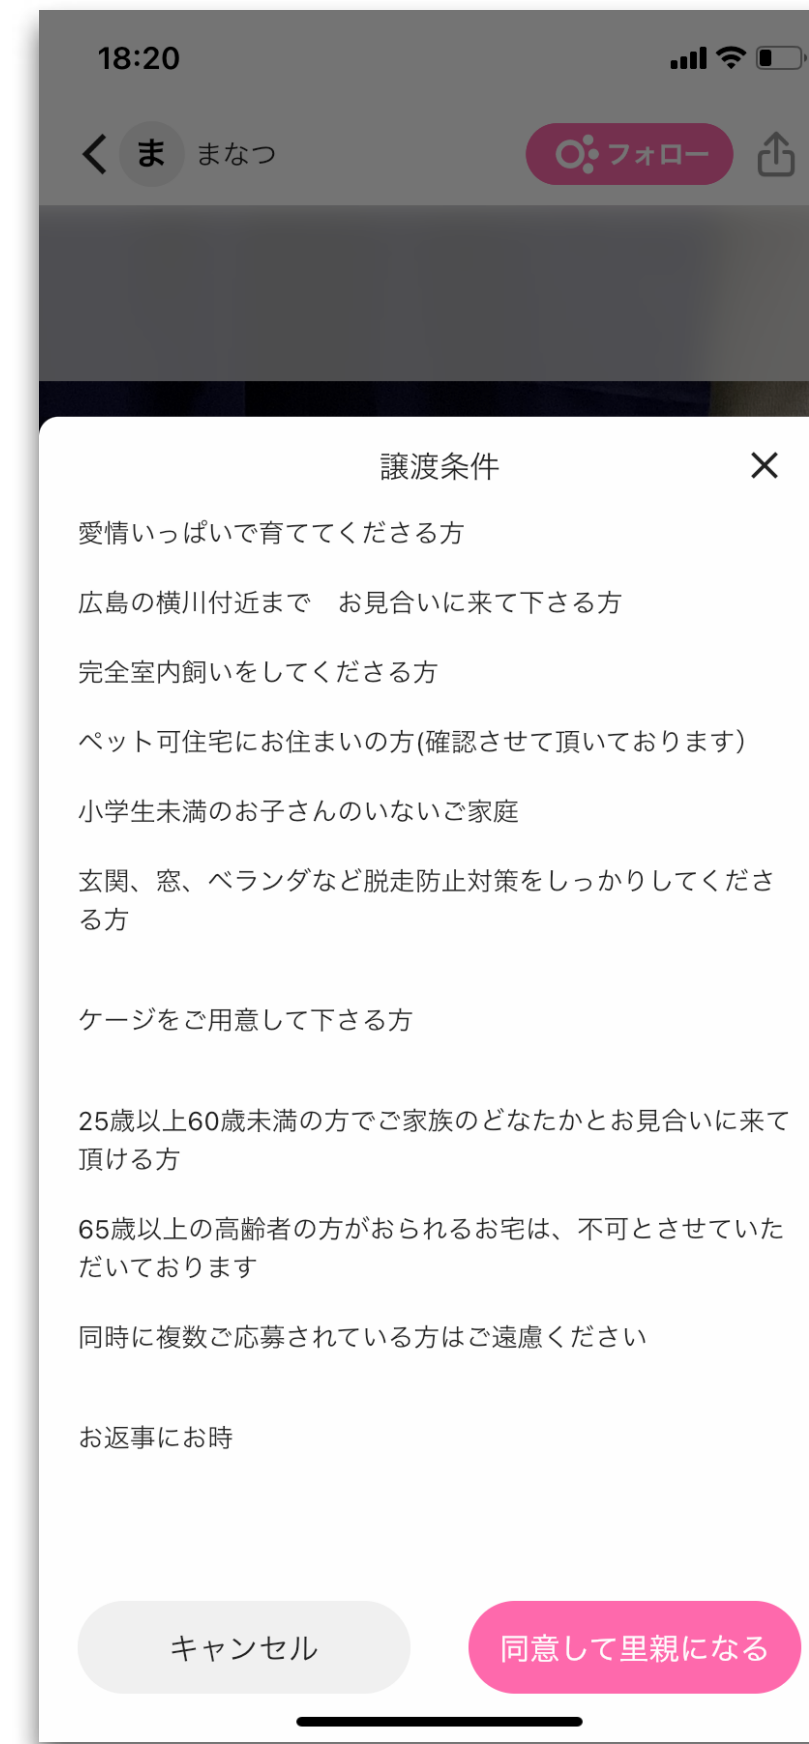 18:20
ま まなつ フォロー
譲渡条件
愛情いっぱいで育ててくださる方
広島の横川付近まで　お見合いに来て下さる方
完全室内飼いをしてくださる方
ペット可住宅にお住まいの方(確認させて頂いております）
小学生未満のお子さんのいないご家庭
玄関、窓、ベランダなど脱走防止対策をしっかりしてくださ
る方
ケージをご用意して下さる方
25歳以上60歳未満の方でご家族のどなたかとお見合いに来て
頂ける方
65歳以上の高齢者の方がおられるお宅は、不可とさせていた
だいております
同時に複数ご応募されている方はご遠慮ください
お返事にお時
キャンセル 同意して里親になる